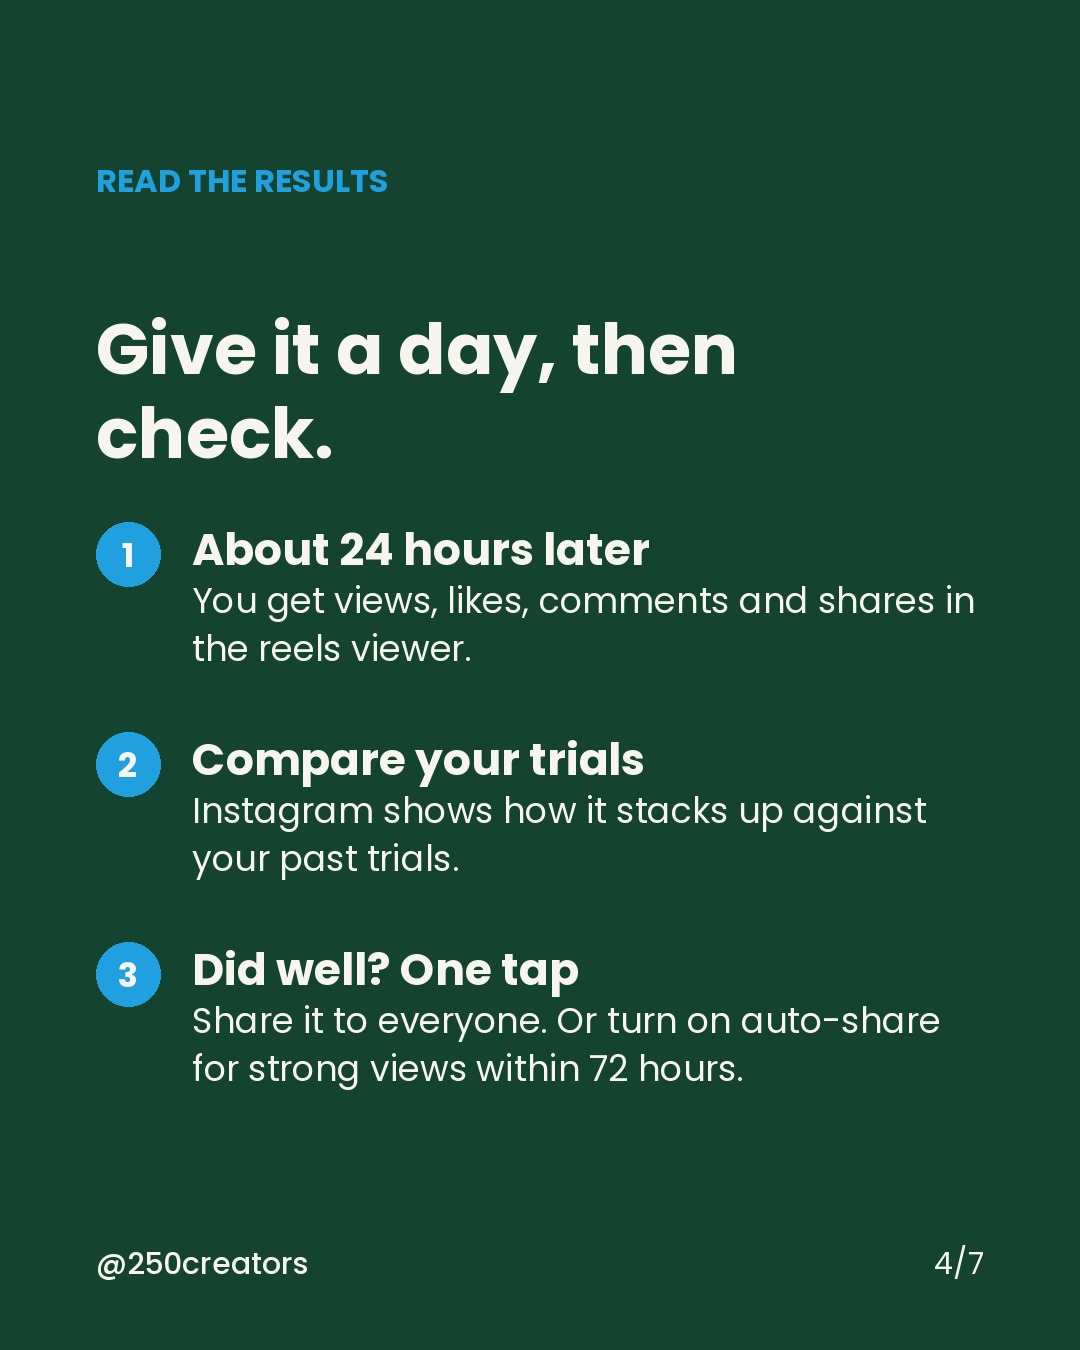 READ THE RESULTS
Give it a day, then
check.
1
About 24 hours later
You get views, likes, comments and shares in
the reels viewer.
2
Compare your trials
Instagram shows how it stacks up against
your past trials.
3
Did well? One tap
Share it to everyone. Or turn on auto-share
for strong views within 72 hours.
@250creators
4/7